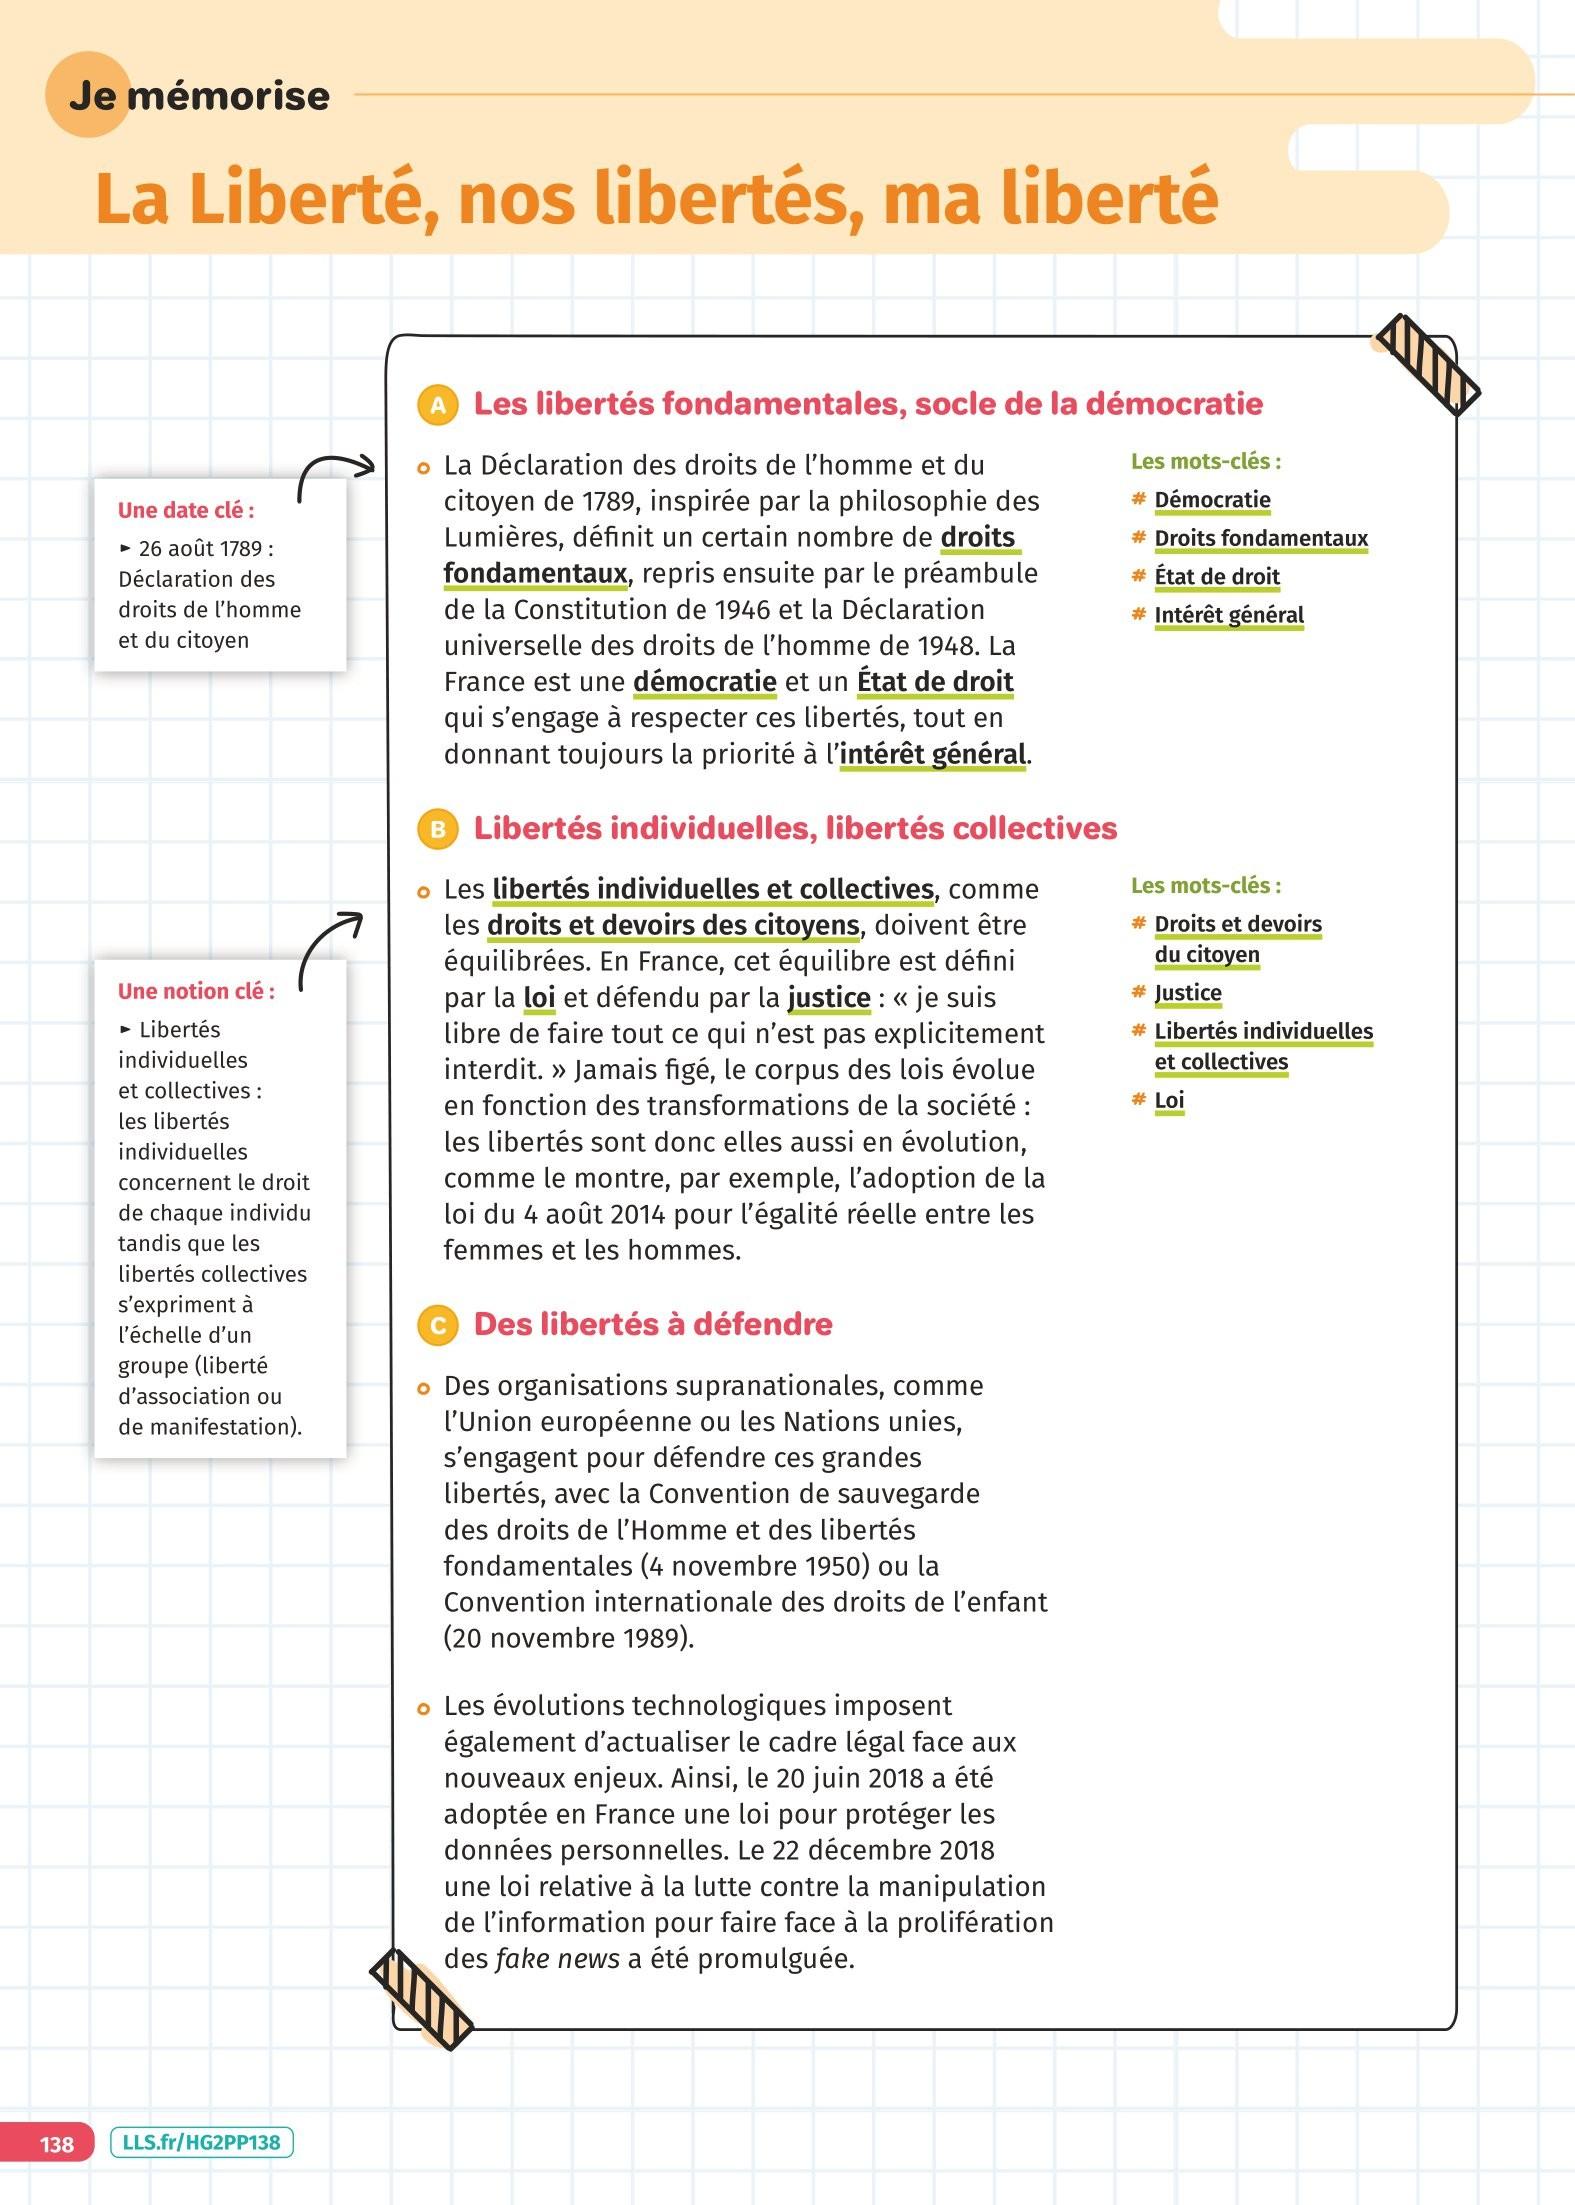 Je mémorise
La Liberté, nos libertés, ma liberté
Une date clé :
► 26 août 1789 :
Déclaration des
droits de l’homme
et du citoyen
A Les libertés fondamentales, socle de la démocratie
La Déclaration des droits de l’homme et du
citoyen de 1789, inspirée par la philosophie des
Lumières, définit un certain nombre de droits
fondamentaux, repris ensuite par le préambule
de la Constitution de 1946 et la Déclaration
universelle des droits de l’homme de 1948. La
France est une démocratie et un État de droit
qui s’engage à respecter ces libertés, tout en
donnant toujours la priorité à l’intérêt général.
Les mots-clés :
# Démocratie
# Droits fondamentaux
# État de droit
# Intérêt général
B Libertés individuelles, libertés collectives
Les libertés individuelles et collectives, comme
les droits et devoirs des citoyens, doivent être
équilibrées. En France, cet équilibre est défini
par la loi et défendu par la justice : « je suis
libre de faire tout ce qui n’est pas explicitement
interdit. » Jamais figé, le corpus des lois évolue
en fonction des transformations de la société :
les libertés sont donc elles aussi en évolution,
comme le montre, par exemple, l’adoption de la
loi du 4 août 2014 pour l’égalité réelle entre les
femmes et les hommes.
Les mots-clés :
# Droits et devoirs
du citoyen
# Justice
# Libertés individuelles
et collectives
# Loi
Une notion clé :
► Libertés
individuelles
et collectives :
les libertés
individuelles
concernent le droit
de chaque individu
tandis que les
libertés collectives
s’expriment à
l’échelle d’un
groupe (liberté
d’association ou
de manifestation).
C Des libertés à défendre
Des organisations supranationales, comme
l’Union européenne ou les Nations unies,
s’engagent pour défendre ces grandes
libertés, avec la Convention de sauvegarde
des droits de l’Homme et des libertés
fondamentales (4 novembre 1950) ou la
Convention internationale des droits de l’enfant
(20 novembre 1989).
Les évolutions technologiques imposent
également d’actualiser le cadre légal face aux
nouveaux enjeux. Ainsi, le 20 juin 2018 a été
adoptée en France une loi pour protéger les
données personnelles. Le 22 décembre 2018
une loi relative à la lutte contre la manipulation
de l’information pour faire face à la prolifération
des fake news a été promulguée.
138
LLS.fr/HG2PP138